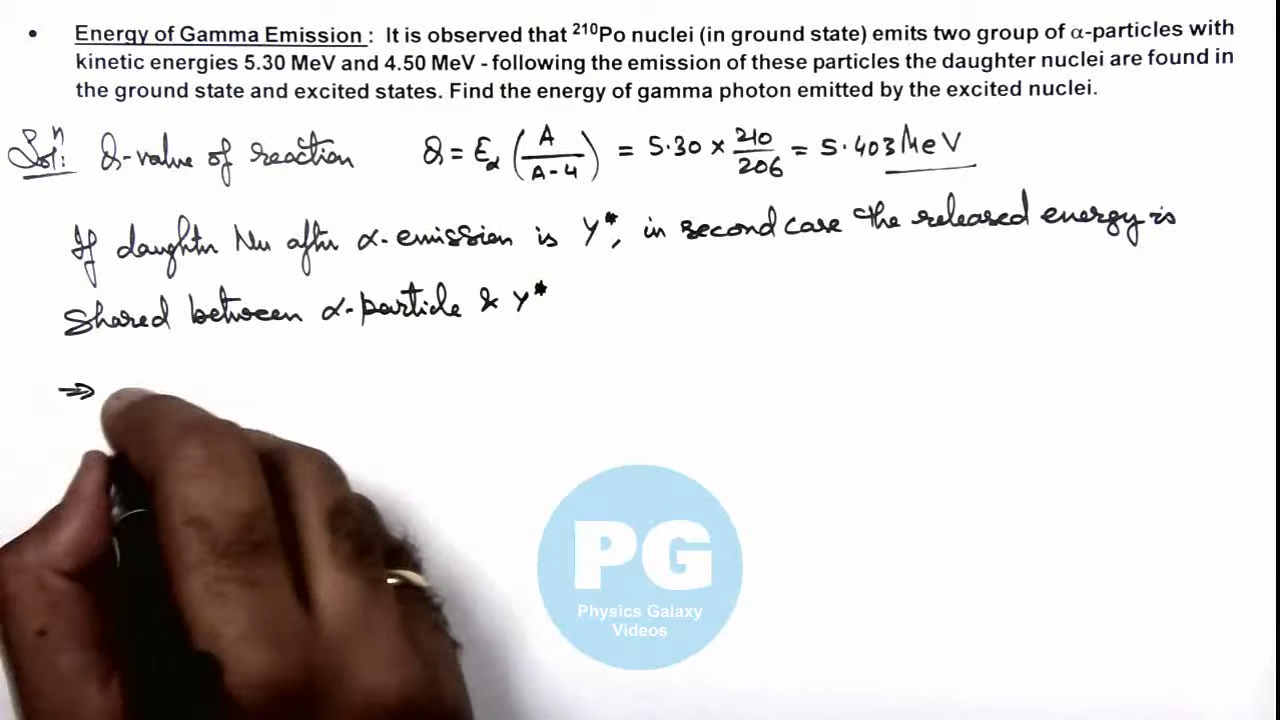 • Energy of Gamma Emission : It is observed that ²¹⁰Po nuclei (in ground state) emits two group of α-particles with
kinetic energies 5.30 MeV and 4.50 MeV - following the emission of these particles the daughter nuclei are found in
the ground state and excited states. Find the energy of gamma photon emitted by the excited nuclei.
Solⁿ: Q-value of reaction Q = Eα (A/(A-4)) = 5.30 × 210/206 = 5.403 MeV
If daughter Nu after α-emission is Y*, in second case the released energy is
shared between α-particle & Y*
⇒
PG
Physics Galaxy
Videos